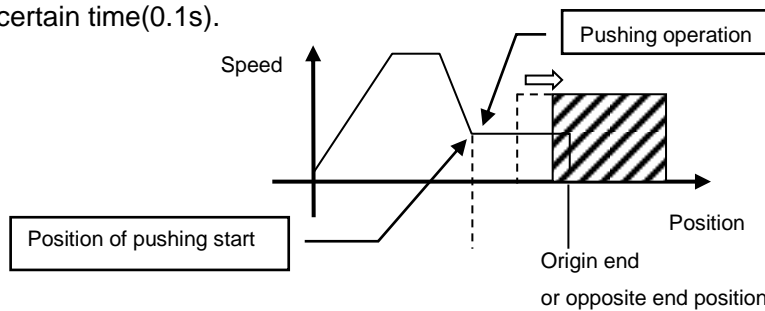 certain time(0.1s).
Pushing operation
Speed
Position
Position of pushing start
Origin end
or opposite end position